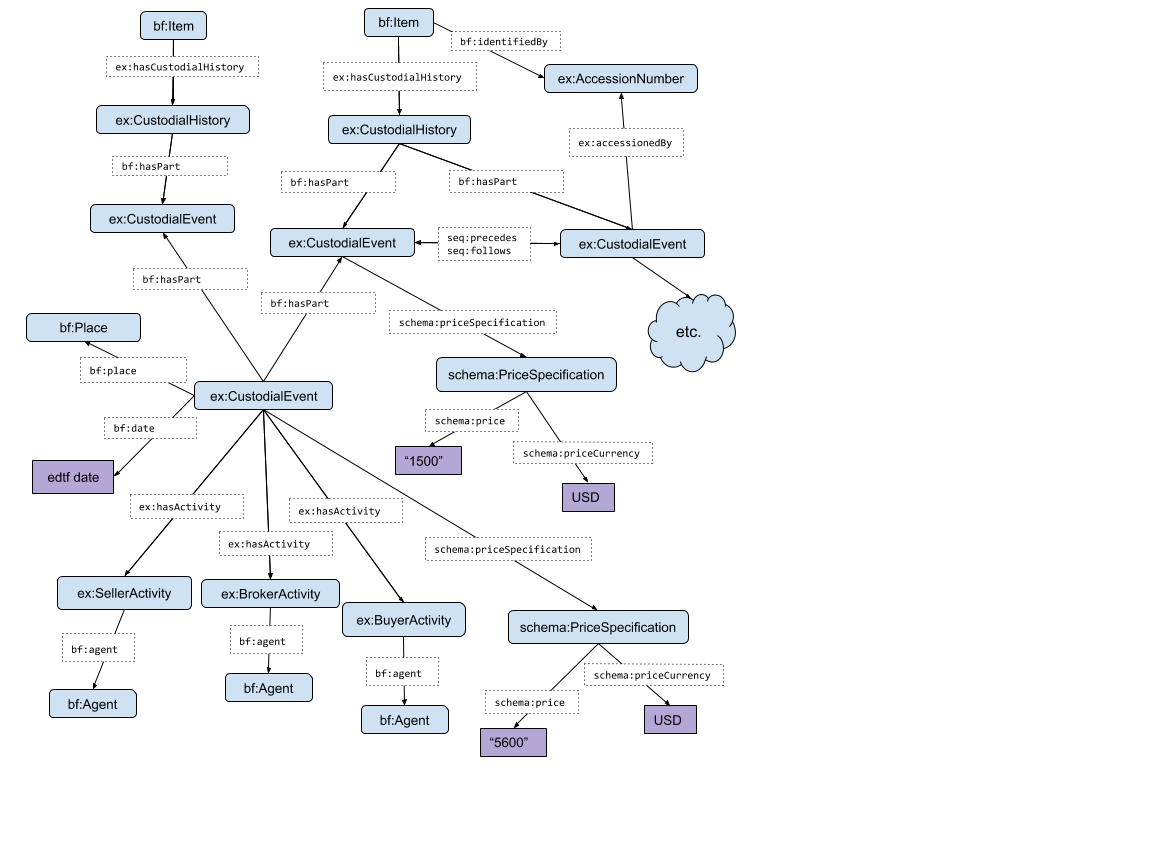 bf:Item
bf:Item
bf:identifiedBy
ex:hasCustodialHistory
ex:hasCustodialHistory
ex:AccessionNumber
ex:CustodialHistory
ex:CustodialHistory
ex:accessionedBy
bf:hasPart
bf:hasPart
bf:hasPart
ex:CustodialEvent
ex:CustodialEvent
seq:precedes
seq:follows
ex:CustodialEvent
bf:hasPart
bf:hasPart
schema:priceSpecification
etc.
bf:Place
bf:place
schema:PriceSpecification
ex:CustodialEvent
schema:price
bf:date
schema:priceCurrency
“1500”
edtf date
USD
ex:hasActivity
ex:hasActivity
ex:hasActivity
schema:priceSpecification
ex:SellerActivity
ex:BrokerActivity
ex:BuyerActivity
schema:PriceSpecification
bf:agent
bf:agent
bf:agent
schema:priceCurrency
bf:Agent
bf:Agent
bf:Agent
schema:price
USD
“5600”